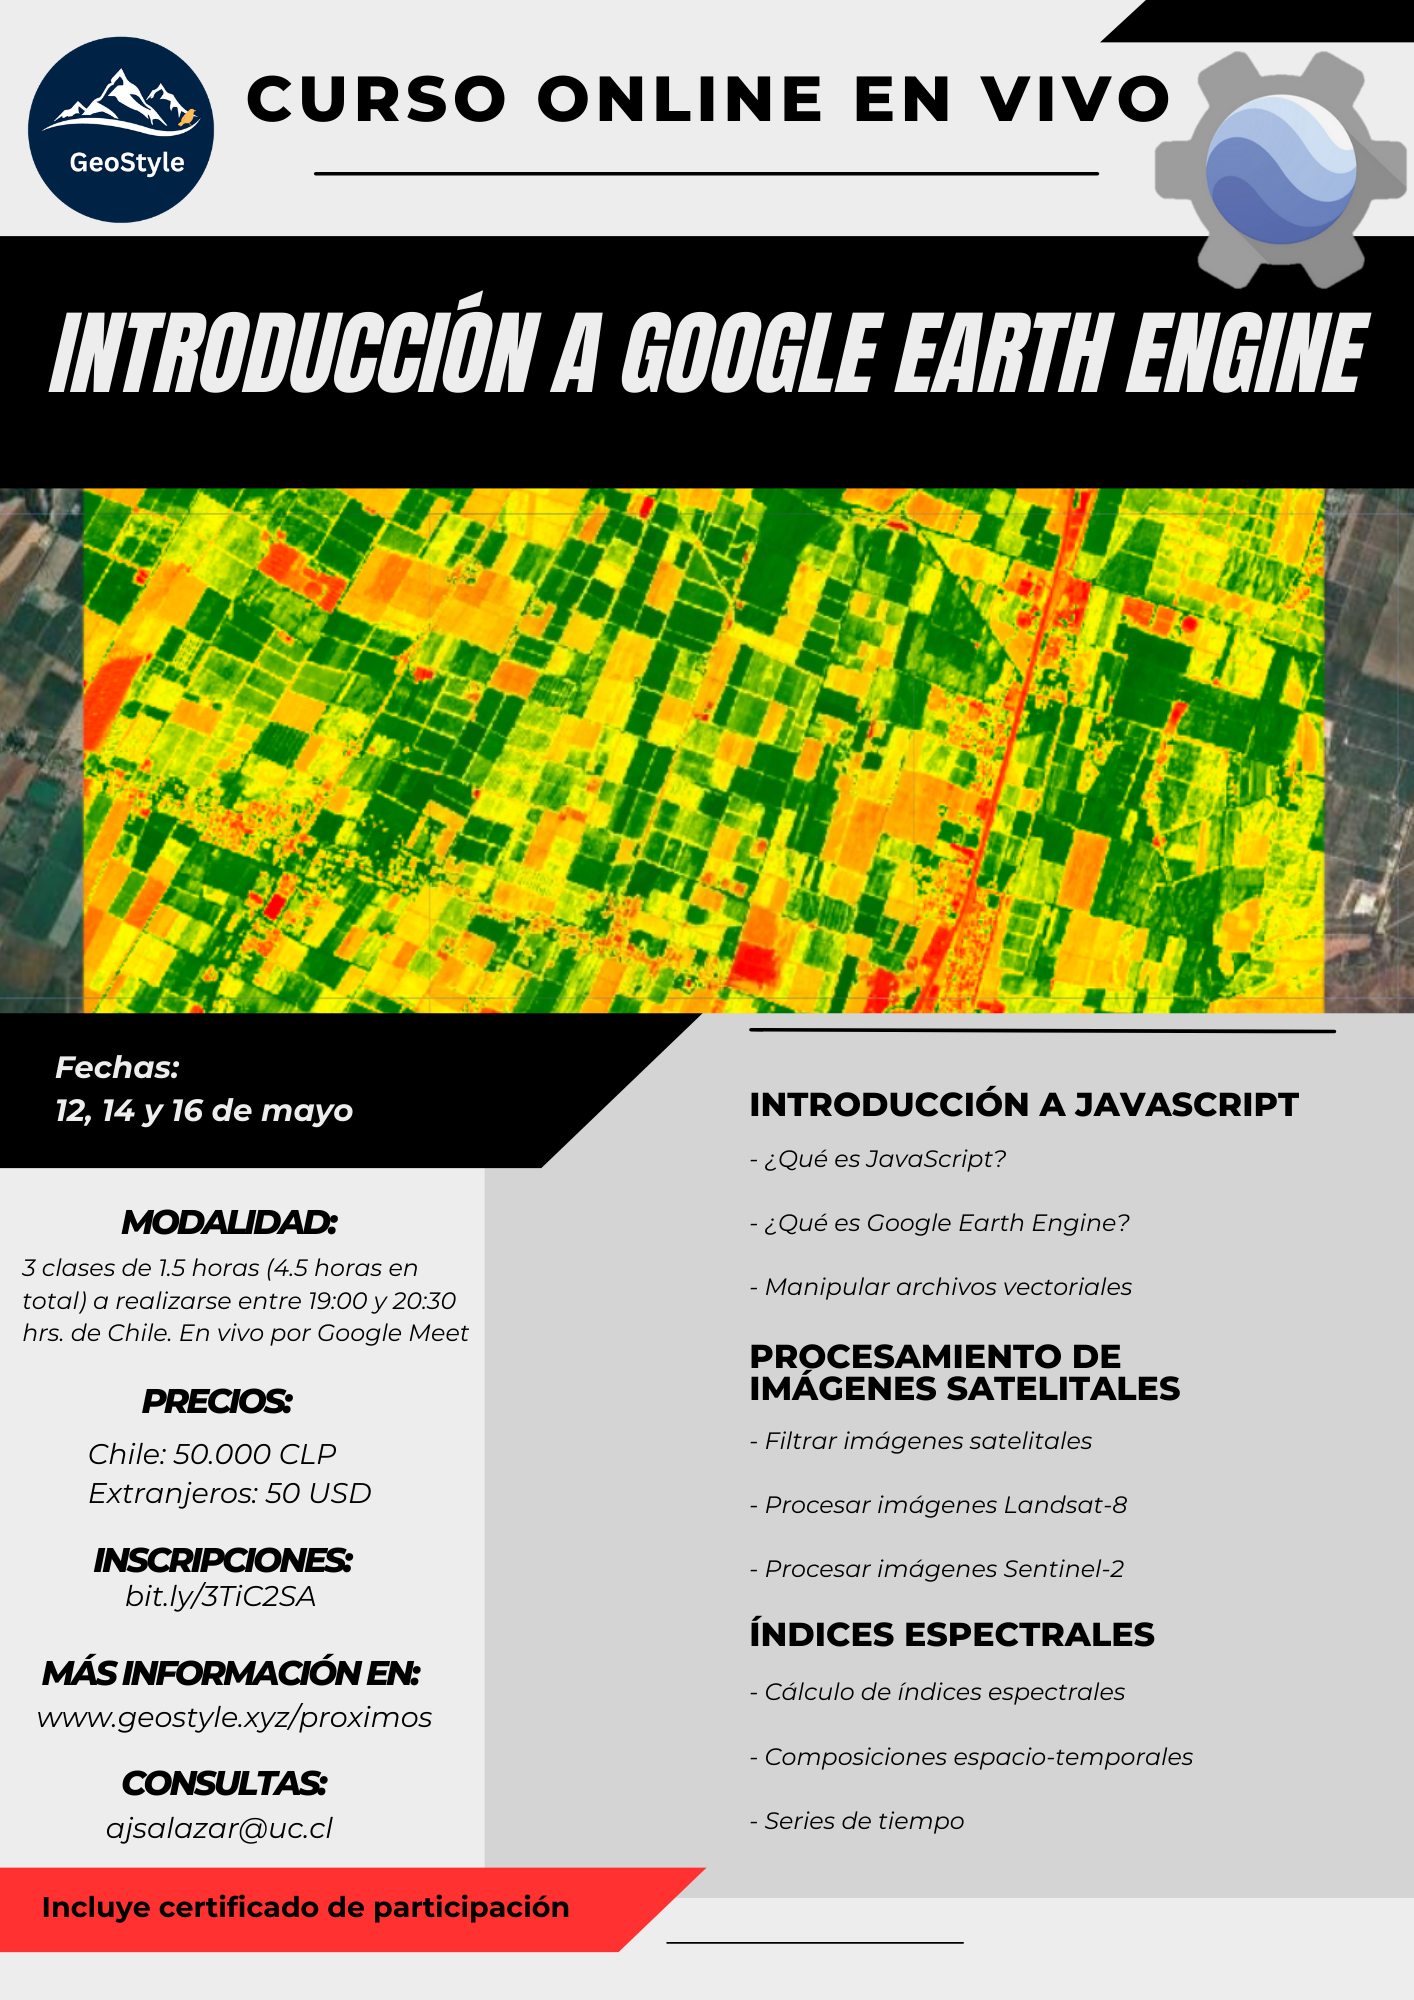 GeoStyle
CURSO ONLINE EN VIVO
INTRODUCCIÓN A GOOGLE EARTH ENGINE
Fechas:
12, 14 y 16 de mayo
MODALIDAD:
3 clases de 1.5 horas (4.5 horas en
total) a realizarse entre 19:00 y 20:30
hrs. de Chile. En vivo por Google Meet
PRECIOS:
Chile: 50.000 CLP
Extranjeros: 50 USD
INSCRIPCIONES:
bit.ly/3TiC2SA
MÁS INFORMACIÓN EN:
www.geostyle.xyz/proximos
CONSULTAS:
ajsalazar@uc.cl
Incluye certificado de participación
INTRODUCCIÓN A JAVASCRIPT
- ¿Qué es JavaScript?
- ¿Qué es Google Earth Engine?
- Manipular archivos vectoriales
PROCESAMIENTO DE
IMÁGENES SATELITALES
- Filtrar imágenes satelitales
- Procesar imágenes Landsat-8
- Procesar imágenes Sentinel-2
ÍNDICES ESPECTRALES
- Cálculo de índices espectrales
- Composiciones espacio-temporales
- Series de tiempo